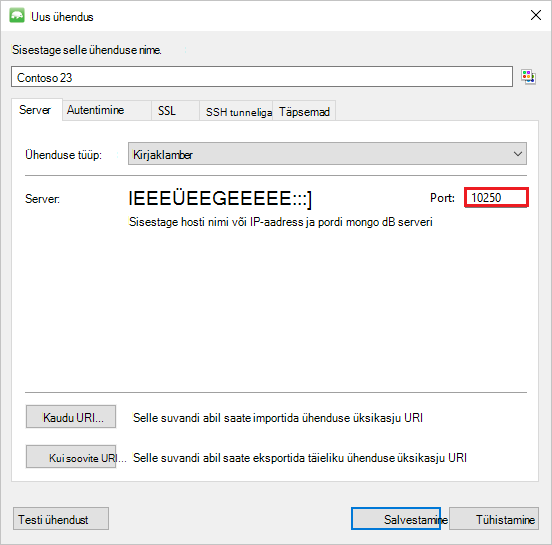 Uus ühendus
Sisestage selle ühenduse nime.
Contoso 23
Server Autentimine SSL SSH tunneliga Täpsemad
Ühenduse tüüp: Kirjaklamber
Server: IEEEÜEEGEEEEE:::] Port: 10250
Sisestage hosti nimi või IP-aadress ja pordi mongo dB serveri
Kaudu URI... Selle suvandi abil saate importida ühenduse üksikasju URI
Kui soovite URI... Selle suvandi abil saate eksportida täieliku ühenduse üksikasju URI
Testi ühendust Salvestamine Tühistamine